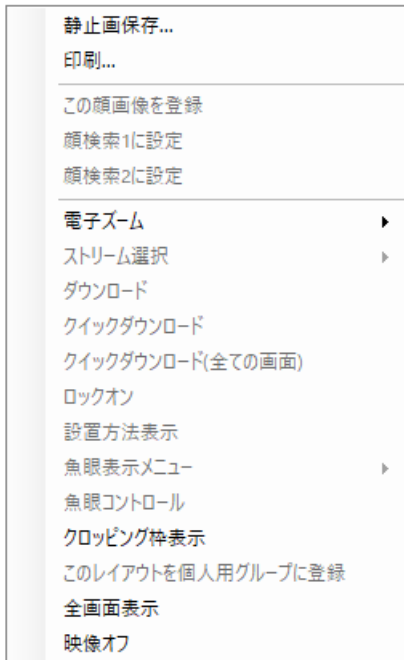 静止画保存...
印刷...
この顔画像を登録
顔検索1に設定
顔検索2に設定
電子ズーム
ストリーム選択
ダウンロード
クイックダウンロード
クイックダウンロード(全ての画面)
ロックオン
設置方法表示
魚眼表示メニュー
魚眼コントロール
クロッピング枠表示
このレイアウトを個人用グループに登録
全画面表示
映像オフ